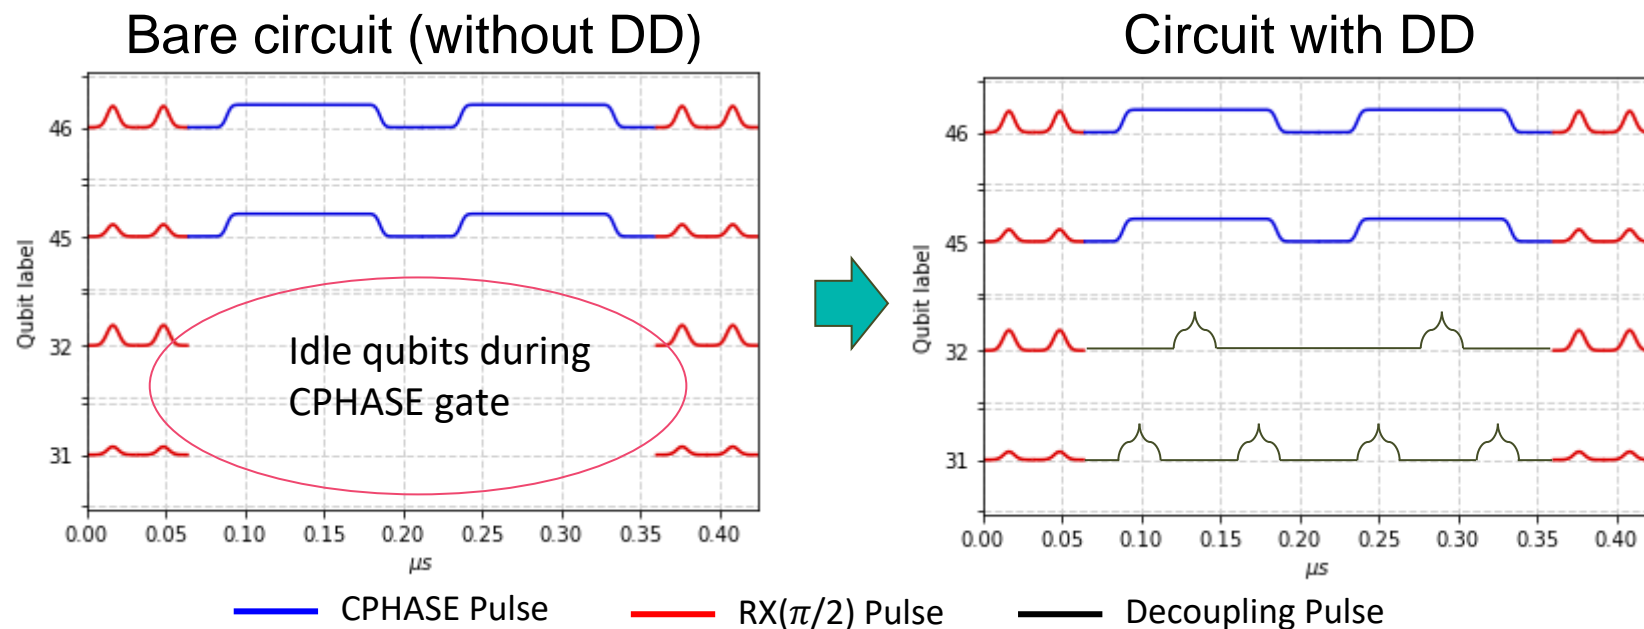 Bare circuit (without DD)
Circuit with DD
46
45
32
31
Qubit label
Idle qubits during
CPHASE gate
0.00 0.05 0.10 0.15 0.20 0.25 0.30 0.35 0.40
μs
46
45
32
31
Qubit label
0.00 0.05 0.10 0.15 0.20 0.25 0.30 0.35 0.40
μs
CPHASE Pulse
RX(π/2) Pulse
Decoupling Pulse